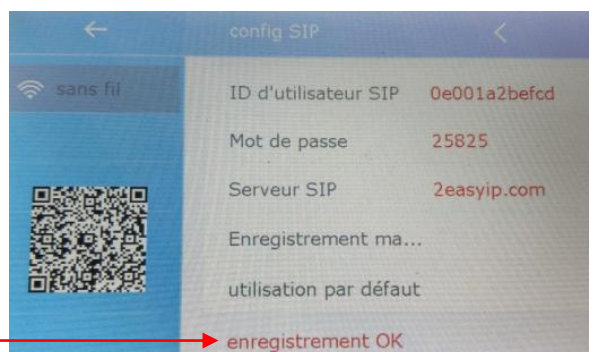 config SIP
sans fil
ID d'utilisateur SIP 0e001a2befcd
Mot de passe 25825
Serveur SIP 2easyip.com
Enregistrement ma...
utilisation par défaut
enregistrement OK